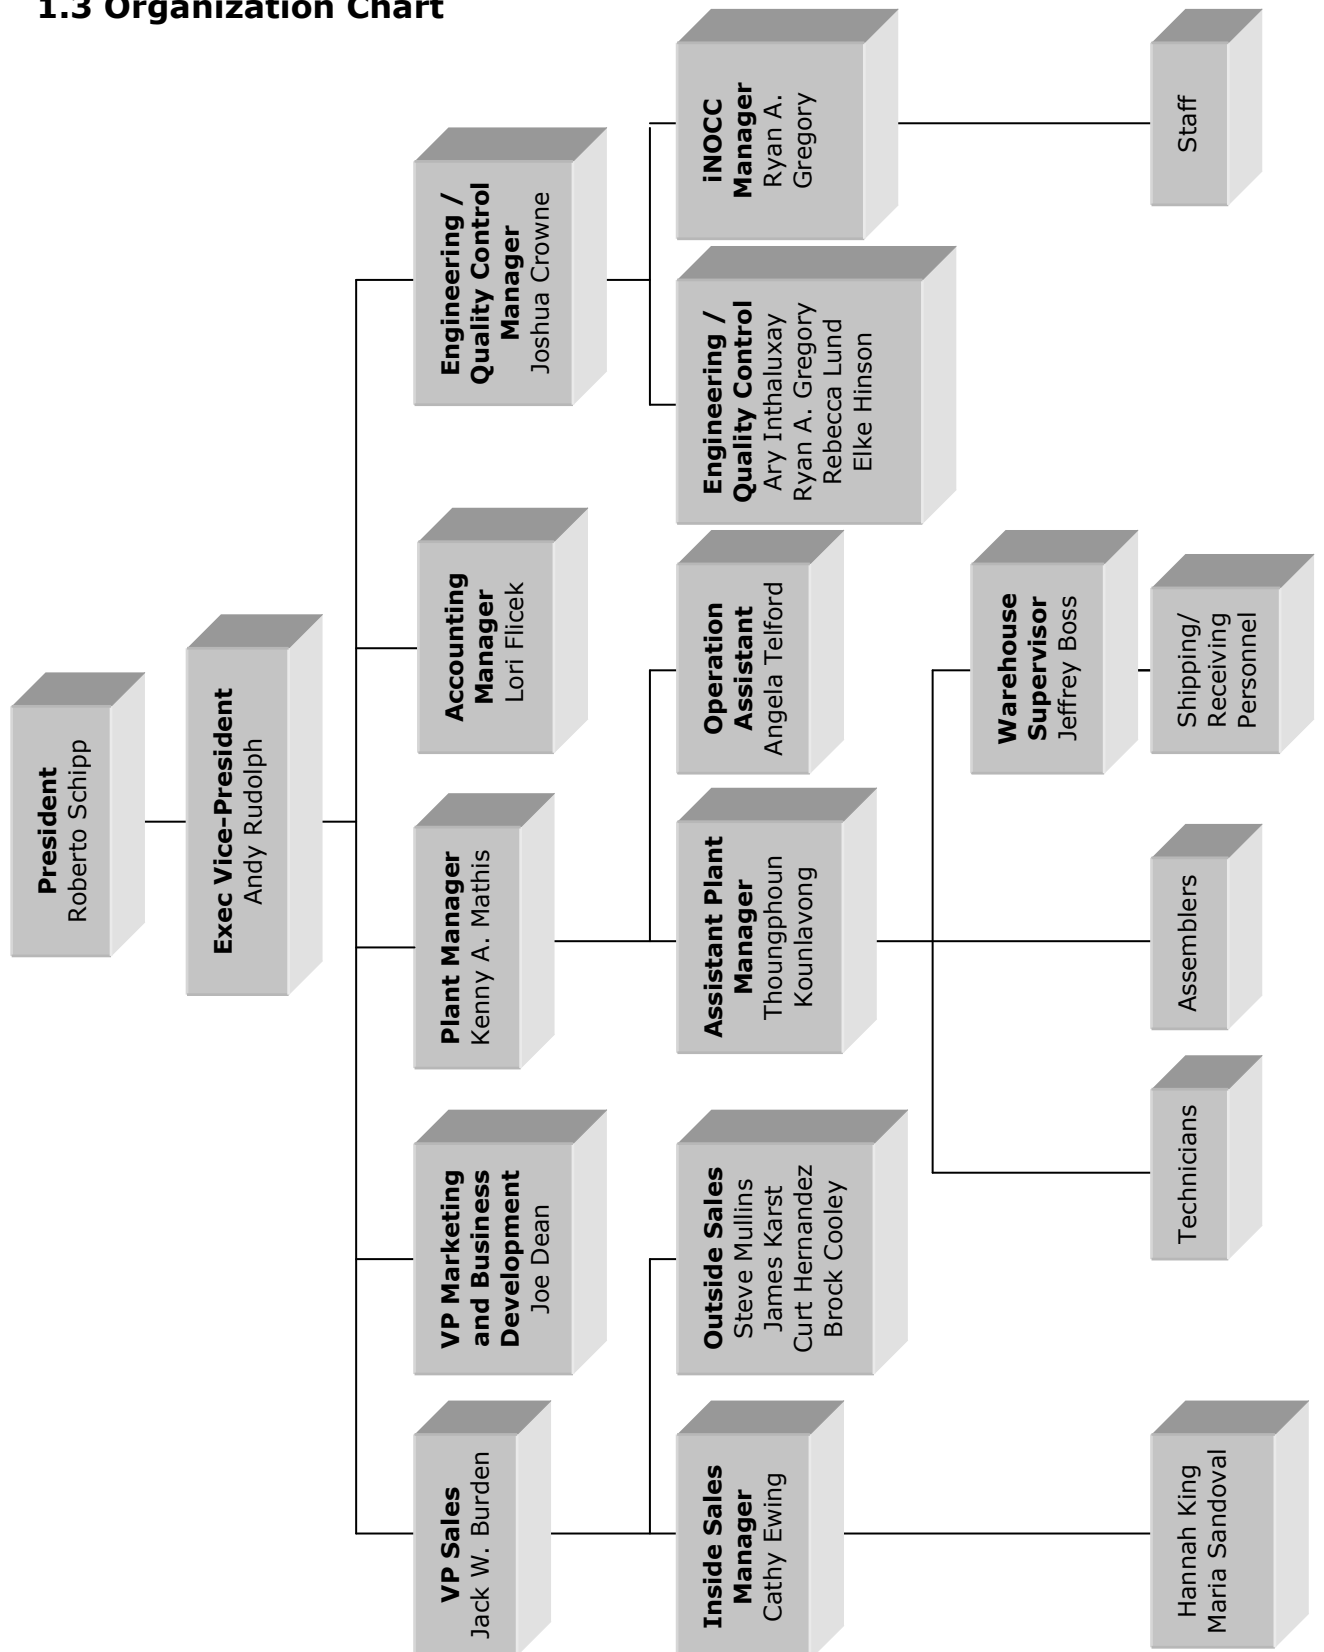 1.3 Organization Chart
President
Roberto Schipp
Exec Vice-President
Andy Rudolph
VP Sales
Jack W. Burden
VP Marketing
and Business
Development
Joe Dean
Plant Manager
Kenny A. Mathis
Accounting
Manager
Lori Flicek
Engineering /
Quality Control
Manager
Joshua Crowne
Inside Sales
Manager
Cathy Ewing
Outside Sales
Steve Mullins
James Karst
Curt Hernandez
Brock Cooley
Assistant Plant
Manager
Thoungphoun
Kounlavong
Operation
Assistant
Angela Telford
Engineering /
Quality Control
Ary Inthaluxay
Ryan A. Gregory
Rebecca Lund
Elke Hinson
iNOCC
Manager
Ryan A.
Gregory
Warehouse
Supervisor
Jeffrey Boss
Hannah King
Maria Sandoval
Technicians
Assemblers
Shipping/
Receiving
Personnel
Staff